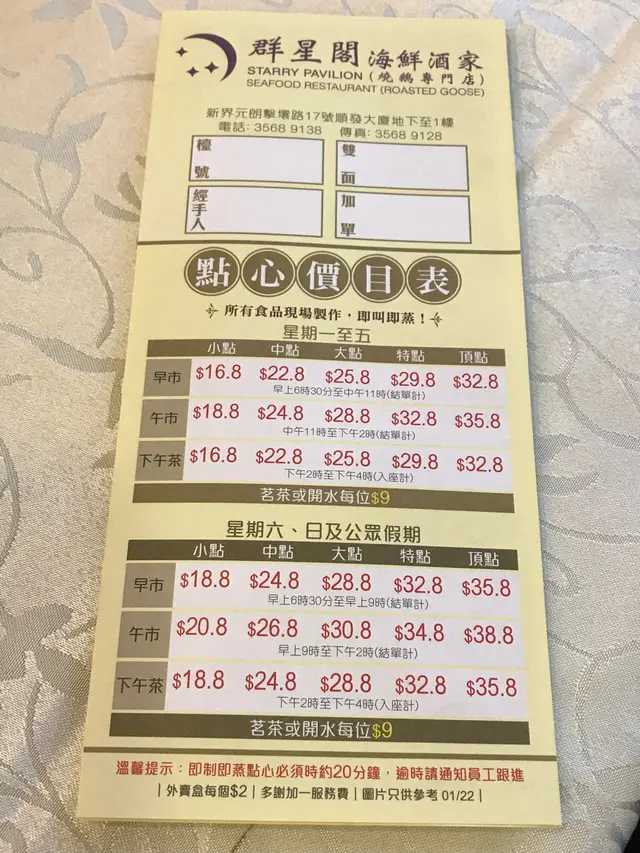 群星閣海鮮酒家
STARRY PAVILION (燒鵝專門店)
SEAFOOD RESTAURANT (ROASTED GOOSE)
新界元朗擊壤路17號順發大廈地下至1樓
電話: 3568 9138 傳真: 3568 9128
檯號 雙面
經手人 加單
點心價目表
所有食品現場製作，即叫即蒸！
星期一至五
小點 中點 大點 特點 頂點
早市 $16.8 $22.8 $25.8 $29.8 $32.8
早上6時30分至中午11時(結單計)
午市 $18.8 $24.8 $28.8 $32.8 $35.8
中午11時至下午2時(結單計)
下午茶 $16.8 $22.8 $25.8 $29.8 $32.8
下午2時至下午4時(入座計)
茗茶或開水每位$9
星期六、日及公眾假期
小點 中點 大點 特點 頂點
早市 $18.8 $24.8 $28.8 $32.8 $35.8
早上6時30分至早上9時(結單計)
午市 $20.8 $26.8 $30.8 $34.8 $38.8
早上9時至下午2時(結單計)
下午茶 $18.8 $24.8 $28.8 $32.8 $35.8
下午2時至下午4時(入座計)
茗茶或開水每位$9
溫馨提示：即制即蒸點心必須時約20分鐘，逾時請通知員工跟進
|外賣盒每個$2|多謝加一服務費|圖片只供參考 01/22|